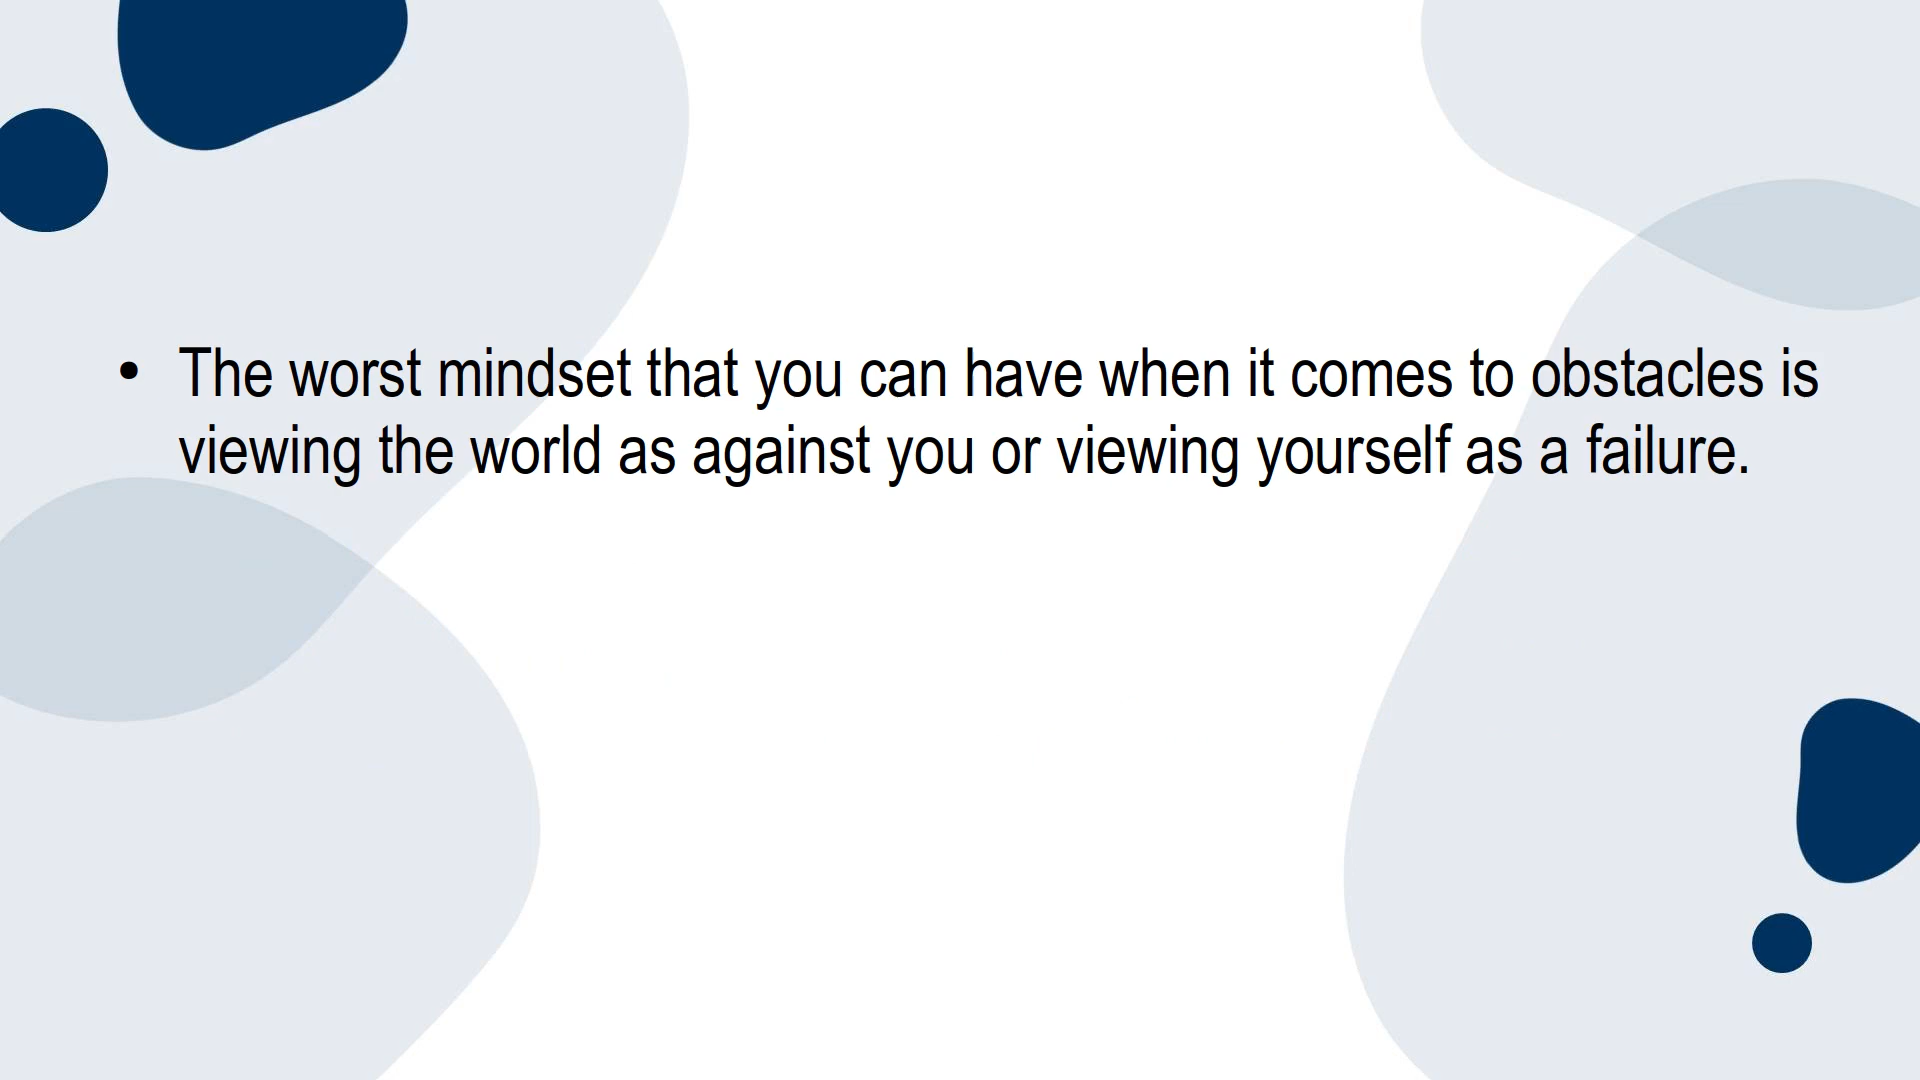 • The worst mindset that you can have when it comes to obstacles is
viewing the world as against you or viewing yourself as a failure.